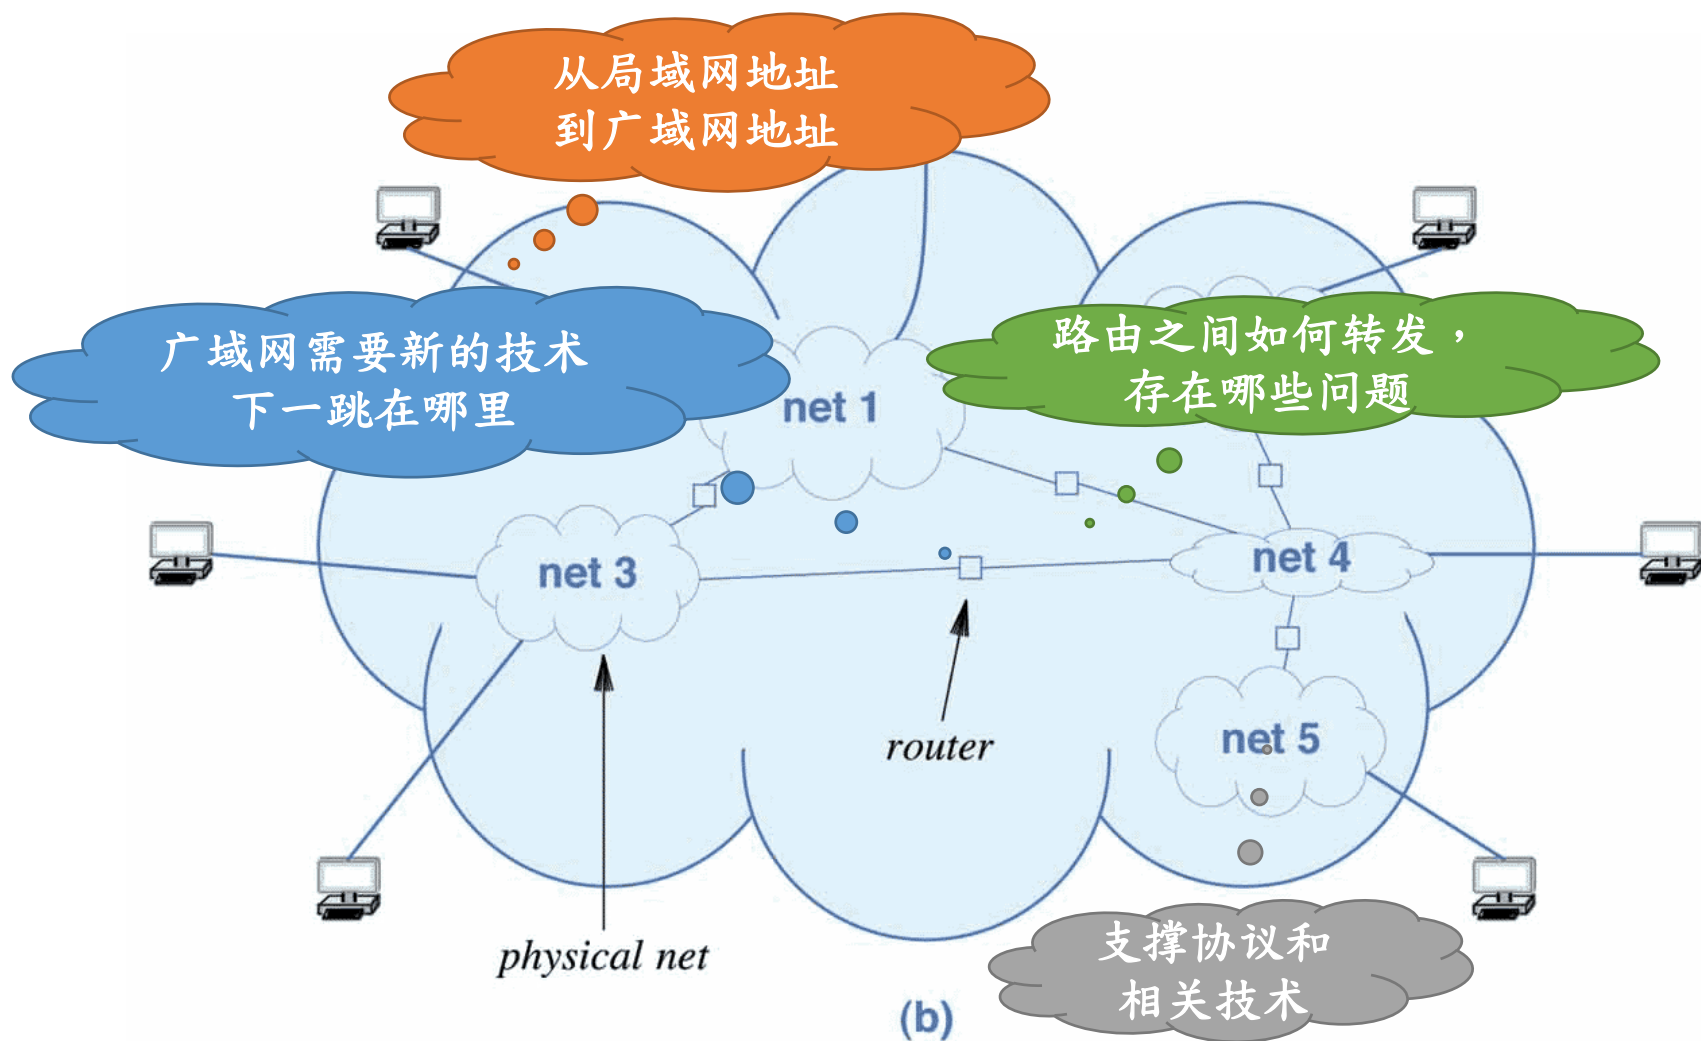 从局域网地址
到广域网地址
广域网需要新的技术
下一跳在哪里
路由之间如何转发，
存在哪些问题
net 1
net 3
net 4
net 5
router
physical net
支撑协议和
相关技术
(b)